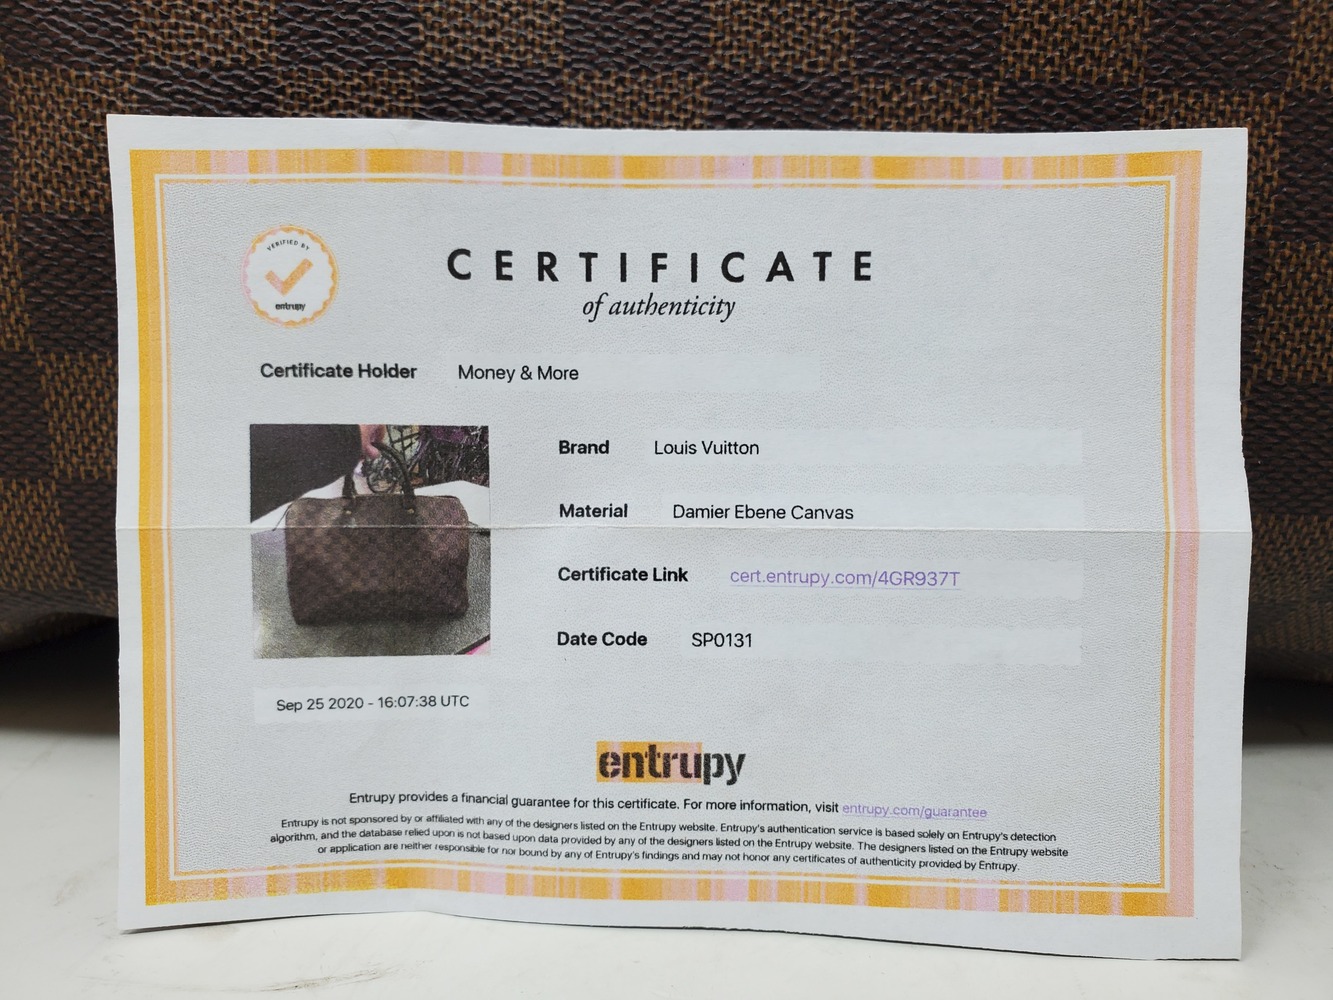 VERIFIED BY
entrupy
CERTIFICATE
of authenticity
Certificate Holder Money & More
Brand Louis Vuitton
Material Damier Ebene Canvas
Certificate Link cert.entrupy.com/4GR937T
Date Code SP0131
Sep 25 2020 - 16:07:38 UTC
entrupy
Entrupy provides a financial guarantee for this certificate. For more information, visit entrupy.com/guarantee
Entrupy is not sponsored by or affiliated with any of the designers listed on the Entrupy website. Entrupy's authentication service is based solely on Entrupy's detection
algorithm, and the database relied upon is not based upon data provided by any of the designers listed on the Entrupy website. The designers listed on the Entrupy website
or application are neither responsible for nor bound by any of Entrupy's findings and may not honor any certificates of authenticity provided by Entrupy.